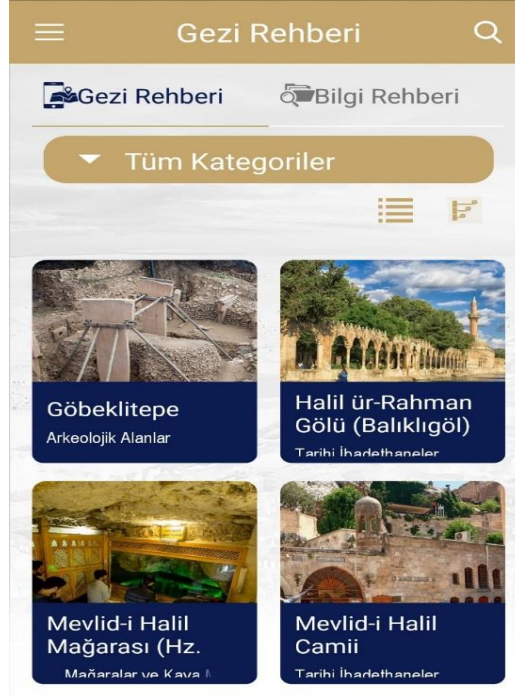 Gezi Rehberi
Gezi Rehberi
Bilgi Rehberi
Tüm Kategoriler
Göbeklitepe
Arkeolojik Alanlar
Halil ür-Rahman
Gölü (Balıklıgöl)
Tarihi İbadethaneler
Mevlid-i Halil
Mağarası (Hz.
Mağaralar ve Kaya
Mevlid-i Halil
Camii
Tarihi İbadethaneler